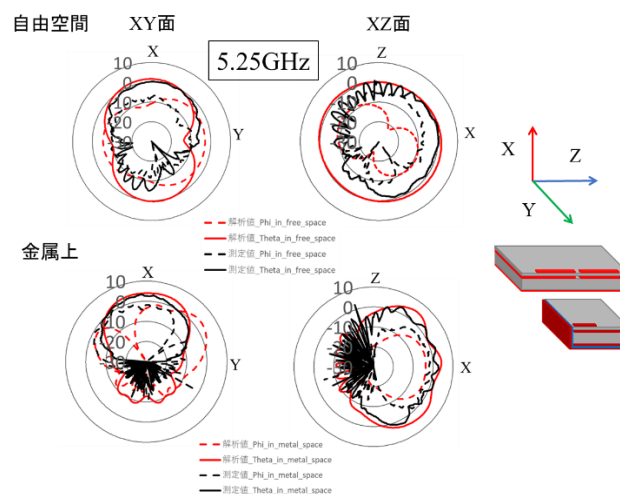 自由空間 XY面 XZ面
5.25GHz
X
Y
10
0
-10
-20
Z
X
10
0
-10
-20
X
Z
Y
解析値_Phi_in_free_space
解析値_Theta_in_free_space
測定値_Phi_in_free_space
測定値_Theta_in_free_space
金属上
X
Y
10
0
-10
-20
Z
X
10
0
-10
-20
解析値_Phi_in_metal_space
解析値_Theta_in_metal_space
測定値_Phi_in_metal_space
測定値_Theta_in_metal_space